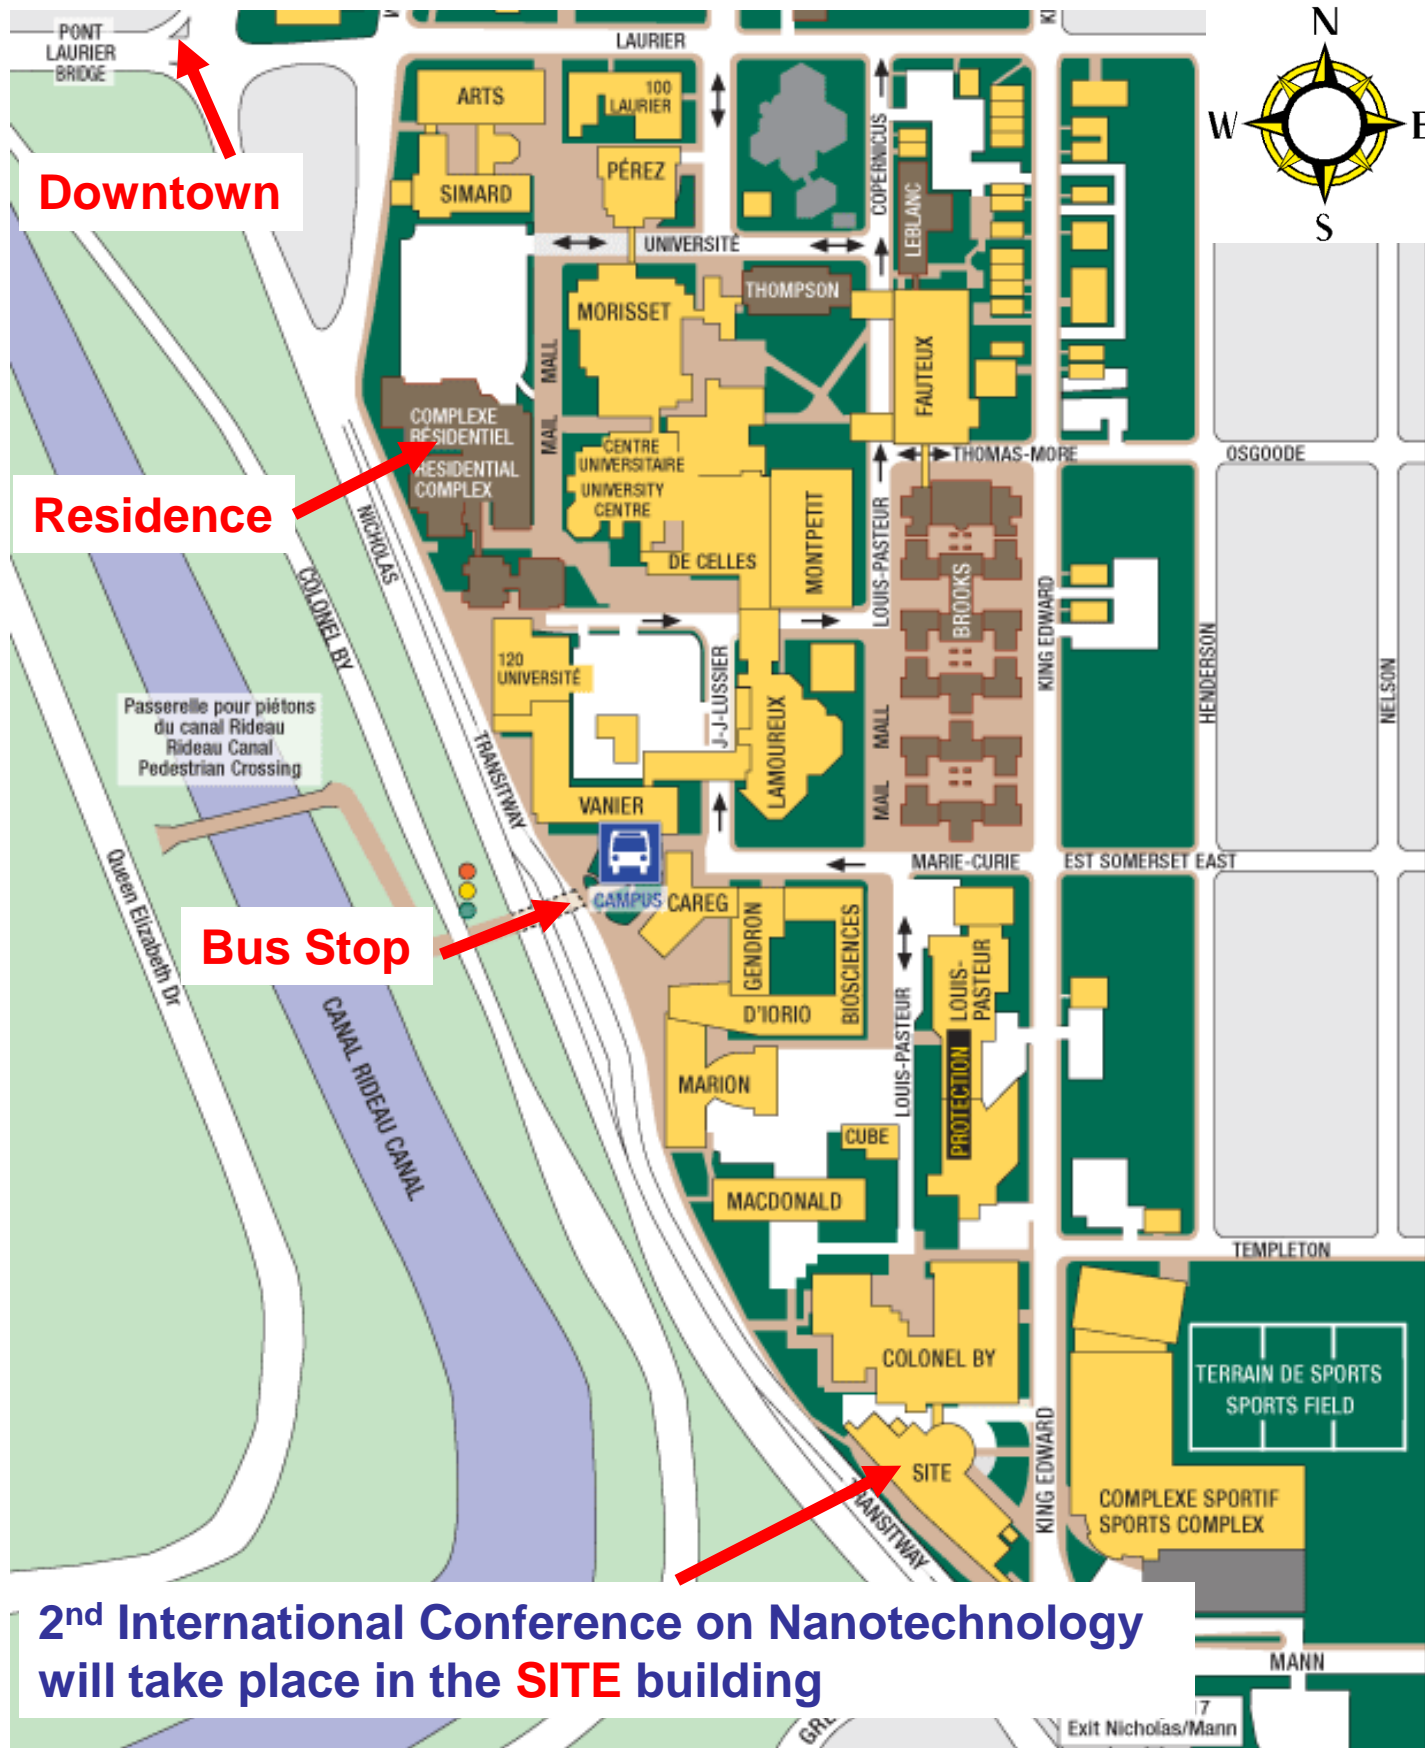 PONT
LAURIER
BRIDGE
LAURIER
N
W
E
S
ARTS
100
LAURIER
Downtown
SIMARD
PÉREZ
COPERNICUS
LEBLANC
UNIVERSITÉ
MORISSET
THOMPSON
MALL
MAIL
FAUTEUX
COMPLEXE
RÉSIDENTIEL
RESIDENTIAL
COMPLEX
Residence
CENTRE
UNIVERSITAIRE
UNIVERSITY
CENTRE
THOMAS-MORE
OSGOODE
NICHOLAS
COLONEL BY
DE CELLES
MONTPETIT
LOUIS-PASTEUR
BROOKS
KING EDWARD
HENDERSON
NELSON
120
UNIVERSITÉ
J-J-LUSSIER
LAMOUREUX
MALL
MAIL
Passerelle pour piétons
du canal Rideau
Rideau Canal
Pedestrian Crossing
TRANSITWAY
VANIER
MARIE-CURIE
EST SOMERSET EAST
Queen Elizabeth Dr
CAMPUS
CAREG
Bus Stop
GENDRON
BIOSCIENCES
LOUIS-
PASTEUR
D'IORIO
LOUIS-PASTEUR
PROTECTION
CANAL RIDEAU CANAL
MARION
CUBE
MACDONALD
TEMPLETON
COLONEL BY
TERRAIN DE SPORTS
SPORTS FIELD
KING EDWARD
SITE
TRANSITWAY
COMPLEXE SPORTIF
SPORTS COMPLEX
2nd International Conference on Nanotechnology
will take place in the SITE building
MANN
17
Exit Nicholas/Mann